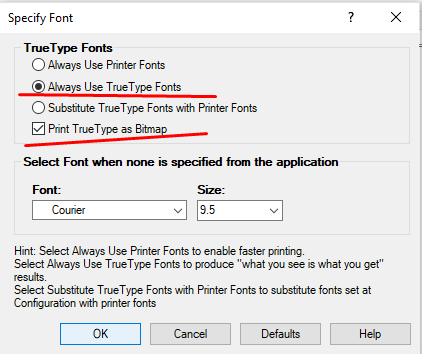 Specify Font
TrueType Fonts
Always Use Printer Fonts
Always Use TrueType Fonts
Substitute TrueType Fonts with Printer Fonts
Print TrueType as Bitmap
Select Font when none is specified from the application
Font: Size:
Courier 9.5
Hint: Select Always Use Printer Fonts to enable faster printing.
Select Always Use TrueType Fonts to produce "what you see is what you get"
results.
Select Substitute TrueType Fonts with Printer Fonts to substitute fonts set at
Configuration with printer fonts
OK Cancel Defaults Help